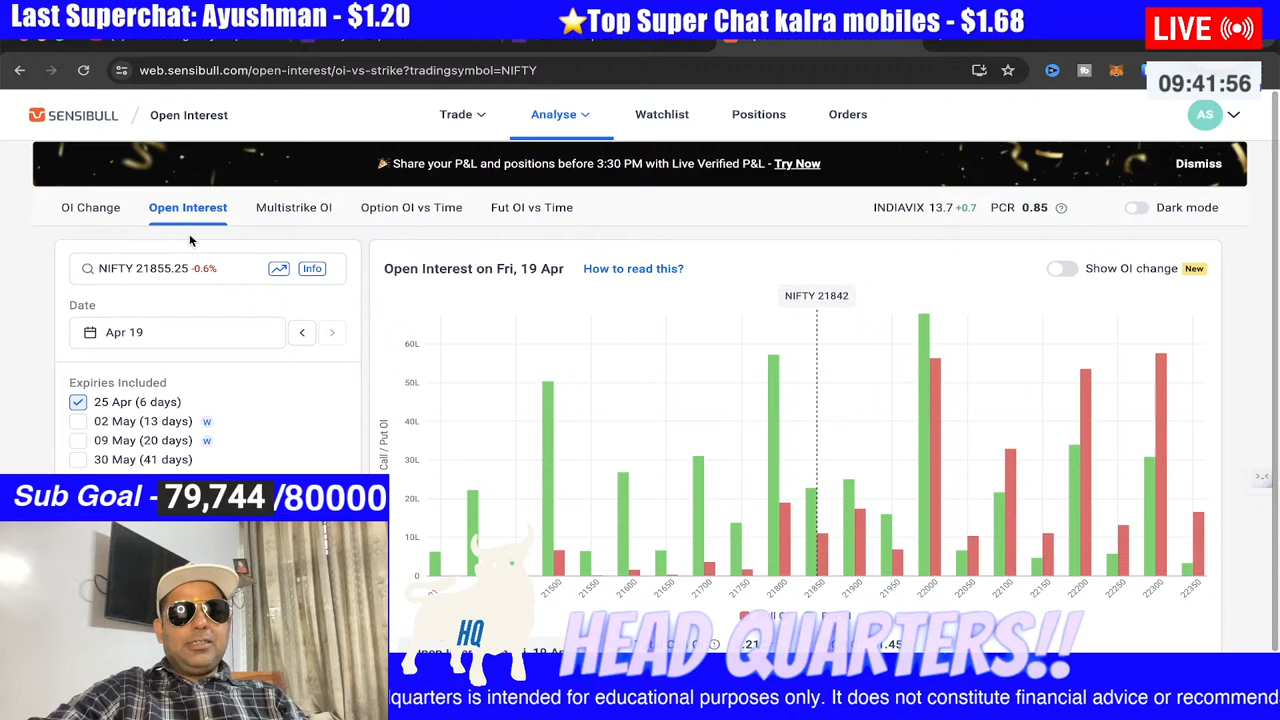 Last Superchat: Ayushman - $1.20
⭐Top Super Chat kalra mobiles - $1.68
LIVE
web.sensibull.com/open-interest/oi-vs-strike?tradingsymbol=NIFTY
09:41:56
SENSIBULL / Open Interest
Trade
Analyse
Watchlist
Positions
Orders
AS
🎉 Share your P&L and positions before 3:30 PM with Live Verified P&L - Try Now
Dismiss
OI Change
Open Interest
Multistrike OI
Option OI vs Time
Fut OI vs Time
INDIAVIX 13.7 +0.7
PCR 0.85
Dark mode
NIFTY 21855.25 -0.6%
Info
Open Interest on Fri, 19 Apr
How to read this?
Show OI change New
NIFTY 21842
Date
Apr 19
Expiries Included
25 Apr (6 days)
02 May (13 days) w
09 May (20 days) w
30 May (41 days)
Call / Put OI
60L
50L
40L
30L
20L
10L
0
21500
21550
21600
21650
21700
21750
21800
21850
21900
21950
22000
22050
22100
22150
22200
22250
22300
22350
Sub Goal - 79,744 /80000
HQ
HEAD QUARTERS!!
dquarters is intended for educational purposes only. It does not constitute financial advice or recommend